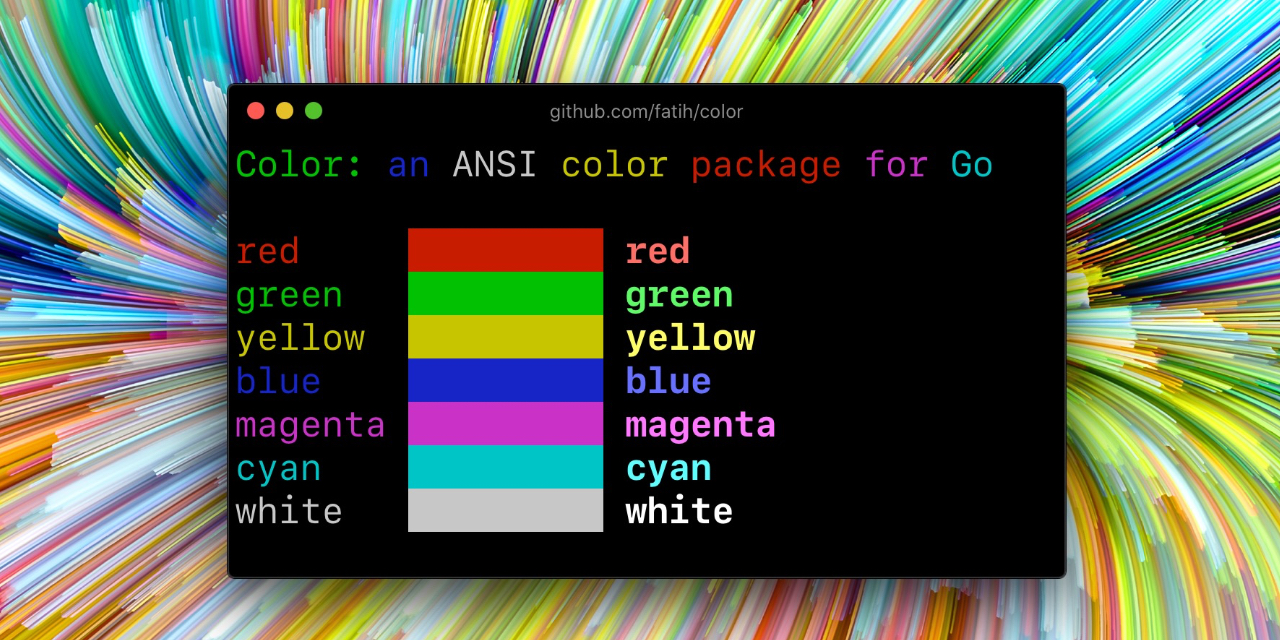 github.com/fatih/color
Color: an ANSI color package for Go
red red
green green
yellow yellow
blue blue
magenta magenta
cyan cyan
white white